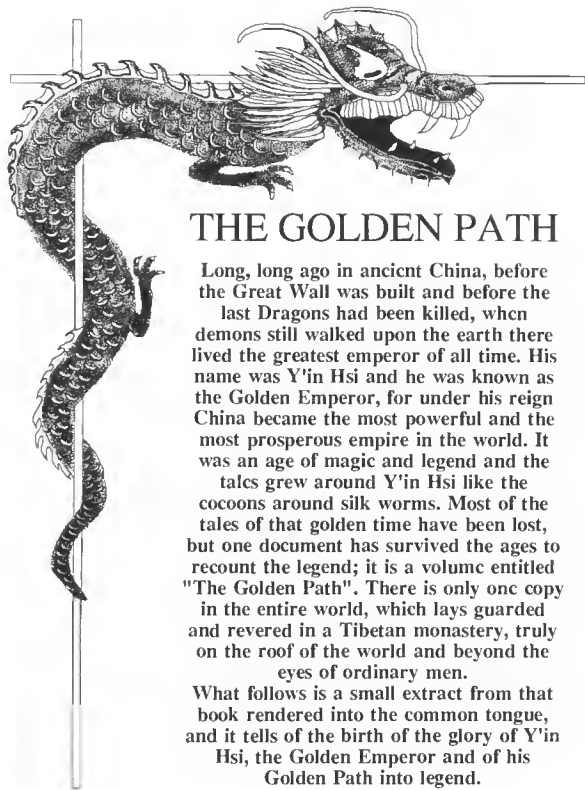 THE GOLDEN PATH
Long, long ago in ancient China, before
the Great Wall was built and before the
last Dragons had been killed, when
demons still walked upon the earth there
lived the greatest emperor of all time. His
name was Y'in Hsi and he was known as
the Golden Emperor, for under his reign
China became the most powerful and the
most prosperous empire in the world. It
was an age of magic and legend and the
tales grew around Y'in Hsi like the
cocoons around silk worms. Most of the
tales of that golden time have been lost,
but one document has survived the ages to
recount the legend; it is a volume entitled
"The Golden Path". There is only one copy
in the entire world, which lays guarded
and revered in a Tibetan monastery, truly
on the roof of the world and beyond the
eyes of ordinary men.
What follows is a small extract from that
book rendered into the common tongue,
and it tells of the birth of the glory of Y'in
Hsi, the Golden Emperor and of his
Golden Path into legend.